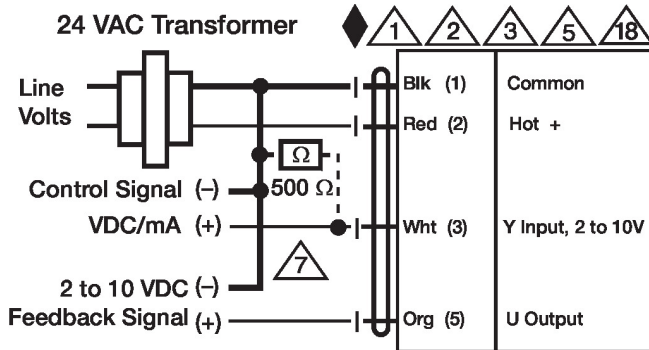 24 VAC Transformer
1 2 3 5 18
Line
Volts
Blk (1) Common
Red (2) Hot +
Ω
500 Ω
Control Signal (-)
VDC/mA (+)
Wht (3) Y Input, 2 to 10V
7
2 to 10 VDC (-)
Feedback Signal (+)
Org (5) U Output